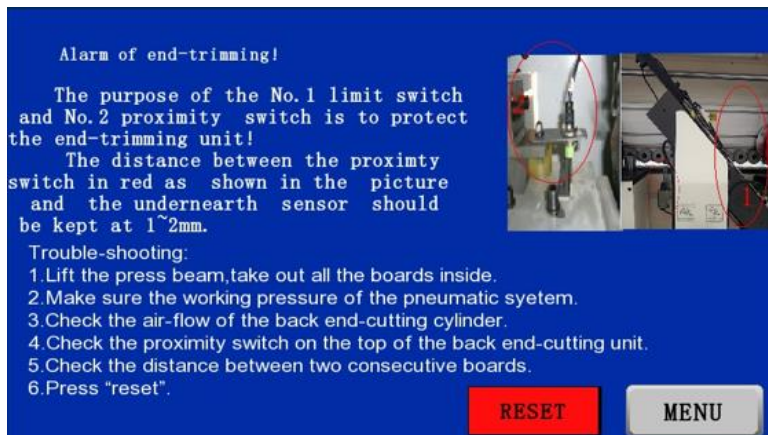 Alarm of end-trimming!
The purpose of the No.1 limit switch
and No.2 proximity switch is to protect
the end-trimming unit!
The distance between the proximty
switch in red as shown in the picture
and the undernearth sensor should
be kept at 1~2mm.
Trouble-shooting:
1.Lift the press beam,take out all the boards inside.
2.Make sure the working pressure of the pneumatic syetem.
3.Check the air-flow of the back end-cutting cylinder.
4.Check the proximity switch on the top of the back end-cutting unit.
5.Check the distance between two consecutive boards.
6.Press “reset”.
1
RESET
MENU